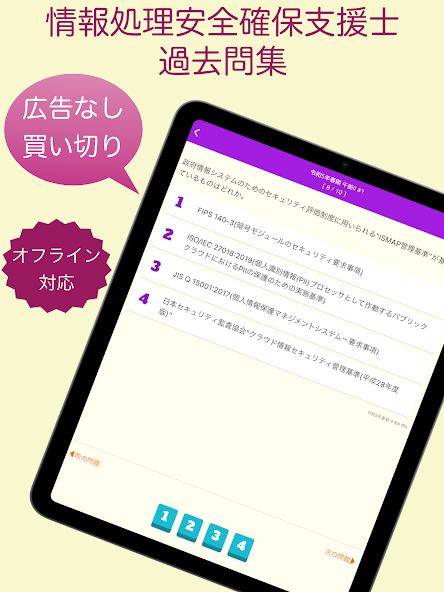 情報処理安全確保支援士
過去問集
広告なし
買い切り
オフライン
対応
令和5年春期 午前II #1
[ 8 / 10 ]
政府情報システムのためのセキュリティ評価制度に用いられる“ISMAP管理基準”が基
ているものはどれか。
1 FIPS 140-3(暗号モジュールのセキュリティ要求事項)
2 ISO/IEC 27018:2019(個人識別情報(PII)プロセッサとして作動するパブリック
クラウドにおけるPIIの保護のための実施基準)
3 JIS Q 15001:2017(個人情報保護マネジメントシステム－要求事項)
4 日本セキュリティ監査協会“クラウド情報セキュリティ管理基準(平成28年度
版)”
令和5年春期 午前II 問8
前の問題
次の問題
1 2 3 4